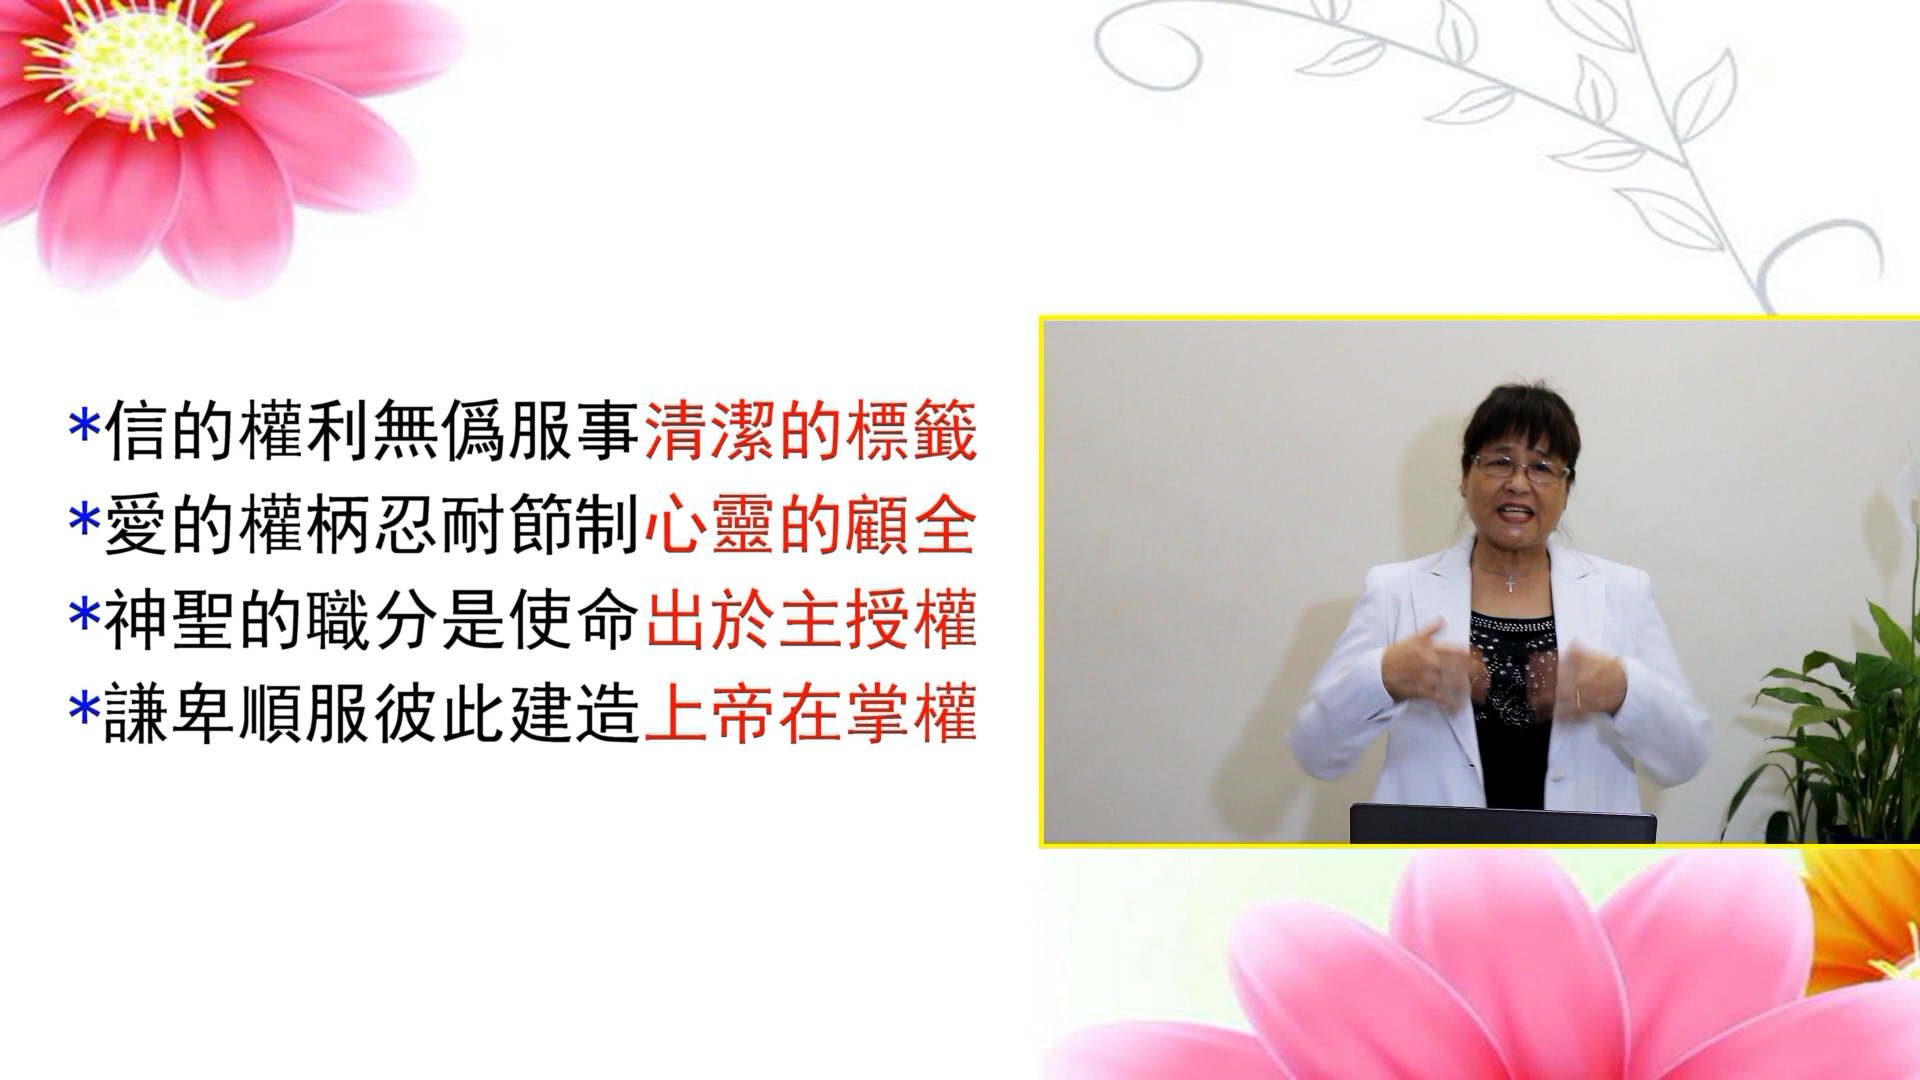 *信的權利無偽服事清潔的標籤
*愛的權柄忍耐節制心靈的顧全
*神聖的職分是使命出於主授權
*謙卑順服彼此建造上帝在掌權